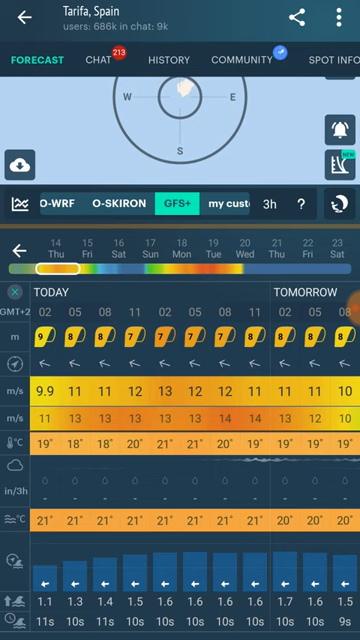 Tarifa, Spain
users: 686k in chat: 9k
FORECAST CHAT 213 HISTORY COMMUNITY SPOT INFO
W E
S
NEW
O-WRF O-SKIRON GFS+ my cust 3h ?
14 15 16 17 18 19 20 21 22 23
Thu Fri Sat Sun Mon Tue Wed Thu Fri Sat
TODAY TOMORROW
GMT+2 02 05 08 11 02 05 08 11 02 05 08
m 9 8 8 7 7 7 7 8 8 8 8
m/s 9.9 11 11 12 13 12 12 11 11 11 10
m/s 11 13 13 13 13 13 14 14 13 12 10
°C 19° 18° 18° 20° 21° 21° 20° 19° 19° 19° 19°
in/3h - - - - - - - - - - -
°C 21° 21° 21° 21° 21° 21° 21° 21° 20° 20° 20°
1.1 1.3 1.4 1.5 1.6 1.6 1.6 1.6 1.7 1.6 1.5
11s 10s 11s 10s 10s 10s 10s 10s 10s 10s 9s